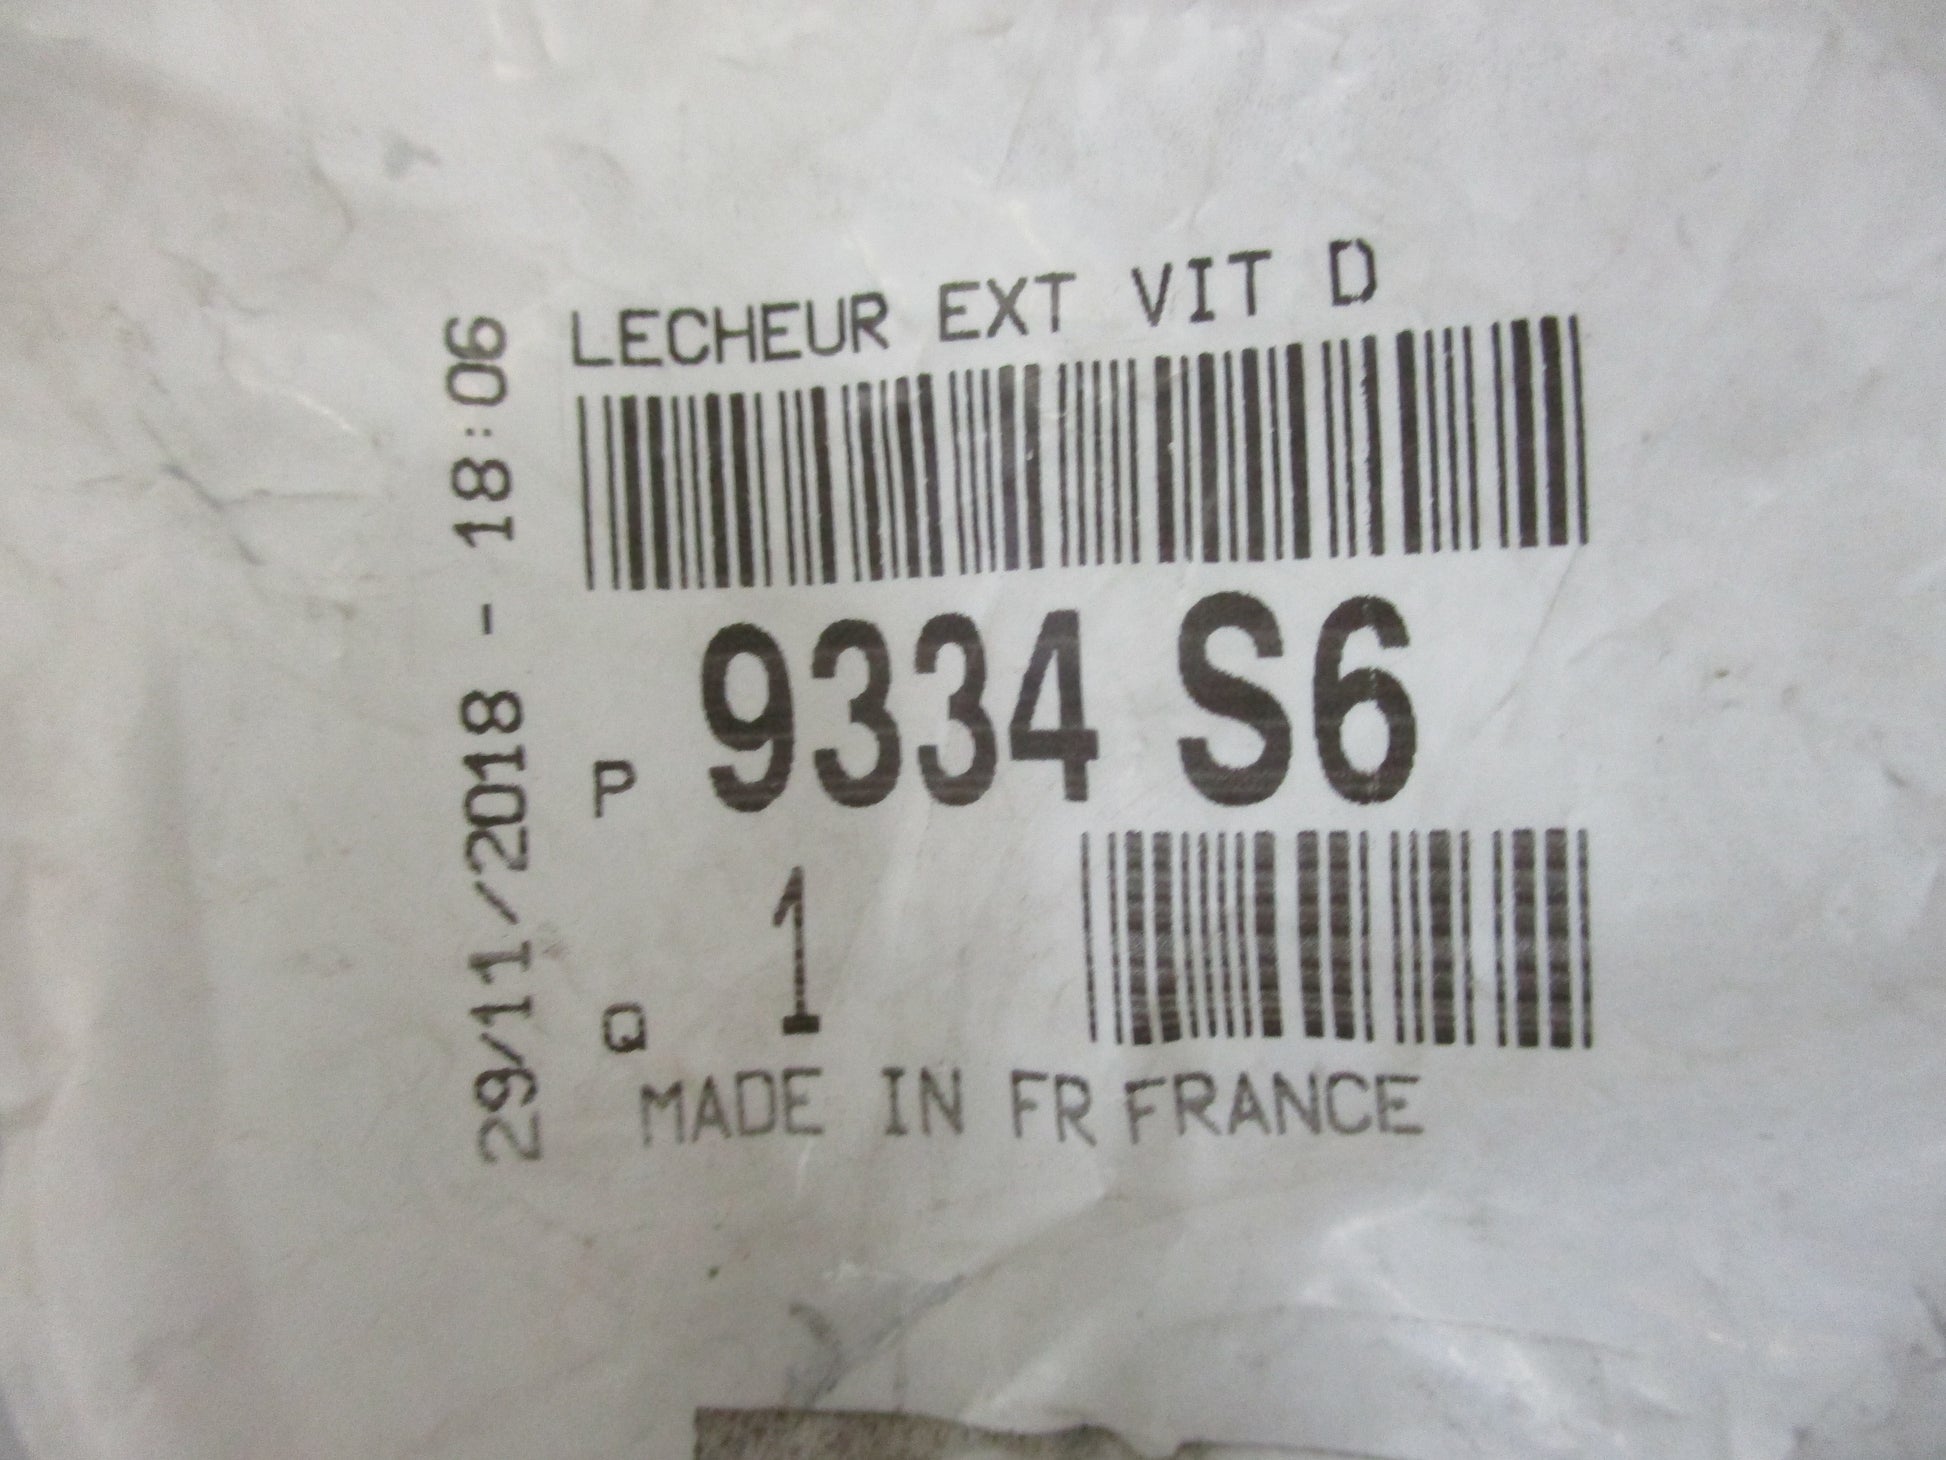 LECHEUR EXT VIT D
P 9334 S6
Q 1
MADE IN FR FRANCE
29/11/2018 - 18:06